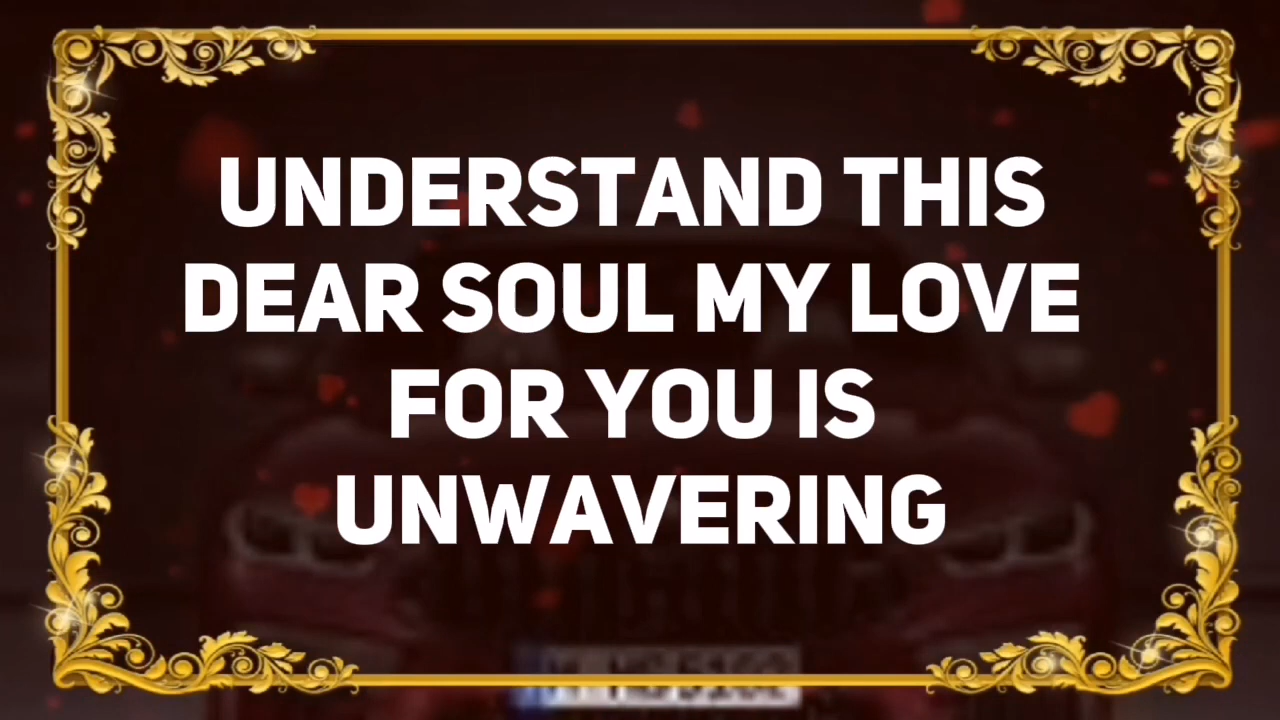 UNDERSTAND THIS
DEAR SOUL MY LOVE
FOR YOU IS
UNWAVERING